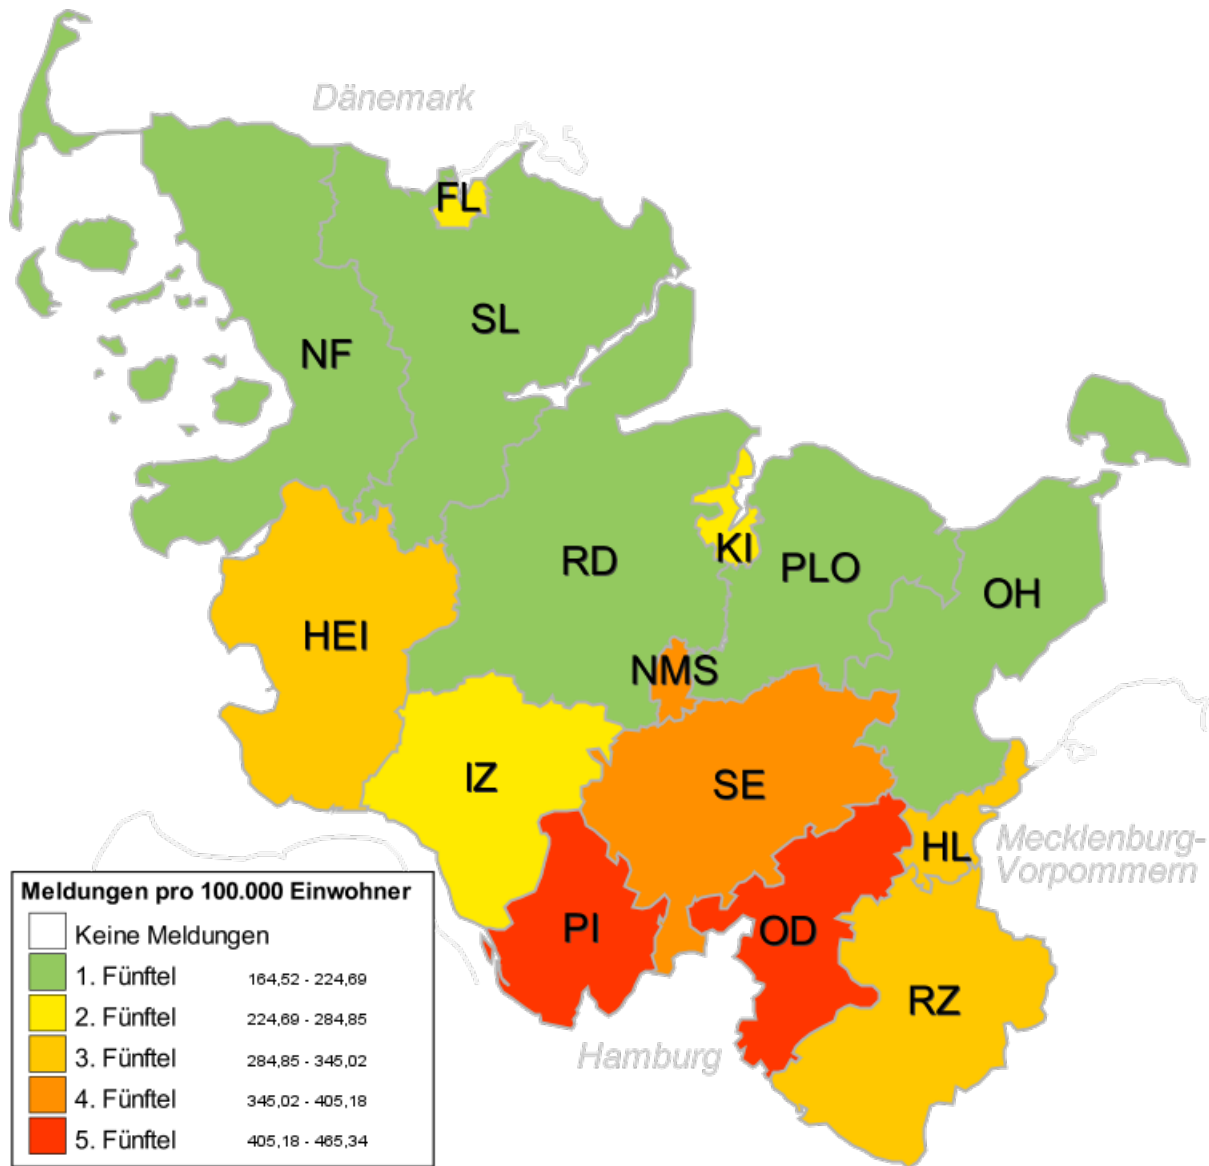 Dänemark
FL
SL
NF
RD
KI
PLO
OH
HEI
NMS
IZ
SE
HL
Mecklenburg-
Vorpommern
PI
OD
RZ
Hamburg
Meldungen pro 100.000 Einwohner
Keine Meldungen
1. Fünftel 164,52 - 224,69
2. Fünftel 224,69 - 284,85
3. Fünftel 284,85 - 345,02
4. Fünftel 345,02 - 405,18
5. Fünftel 405,18 - 465,34